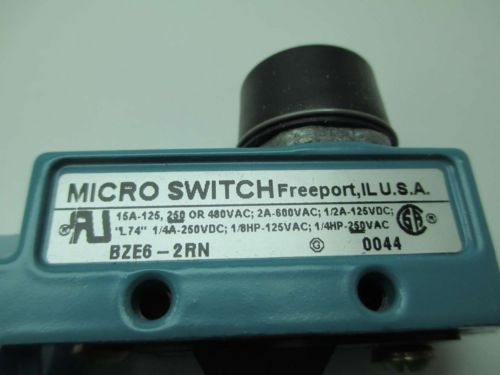 MICRO SWITCH Freeport, IL U.S.A.
15A-125, 250 OR 480VAC; 2A-600VAC; 1/2A-125VDC;
"L74" 1/4A-250VDC; 1/8HP-125VAC; 1/4HP-250VAC
BZE6-2RN © 0044